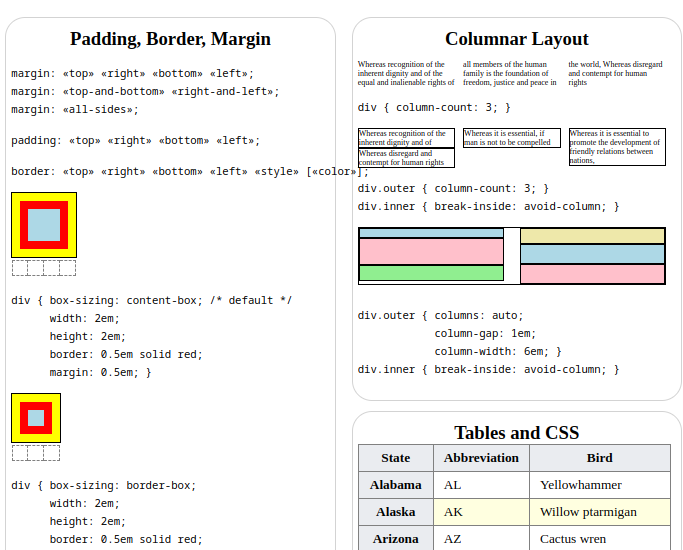 Padding, Border, Margin
margin: «top» «right» «bottom» «left»;
margin: «top-and-bottom» «right-and-left»;
margin: «all-sides»;
padding: «top» «right» «bottom» «left»;
border: «top» «right» «bottom» «left» «style» [«color»];
div { box-sizing: content-box; /* default */
width: 2em;
height: 2em;
border: 0.5em solid red;
margin: 0.5em; }
div { box-sizing: border-box;
width: 2em;
height: 2em;
border: 0.5em solid red;
Columnar Layout
Whereas recognition of the
inherent dignity and of the
equal and inalienable rights of
all members of the human
family is the foundation of
freedom, justice and peace in
the world, Whereas disregard
and contempt for human
rights
div { column-count: 3; }
Whereas recognition of the
inherent dignity and of
Whereas disregard and
contempt for human rights
Whereas it is essential, if
man is not to be compelled
Whereas it is essential to
promote the development of
friendly relations between
nations,
div.outer { column-count: 3; }
div.inner { break-inside: avoid-column; }
div.outer { columns: auto;
column-gap: 1em;
column-width: 6em; }
div.inner { break-inside: avoid-column; }
Tables and CSS
State Abbreviation Bird
Alabama AL Yellowhammer
Alaska AK Willow ptarmigan
Arizona AZ Cactus wren